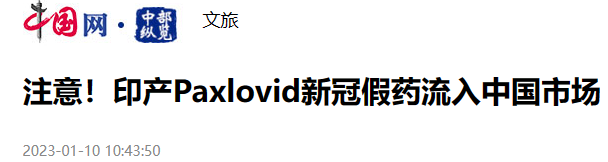 中国网·中部纵览 文旅
注意！印产Paxlovid新冠假药流入中国市场
2023-01-10 10:43:50